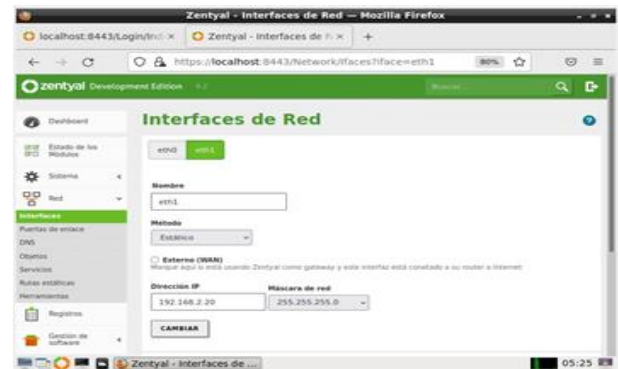 Zentyal - Interfaces de Red — Mozilla Firefox
localhost:8443/Login/Ind
Zentyal - Interfaces de R
https://localhost:8443/Network/Ifaces?iface=eth1
80%
zentyal Development Edition
Buscar...
Dashboard
Interfaces de Red
Estado de los Módulos
eth0 eth1
Sistema
Red
Nombre
eth1
Interfaces
Puertas de enlace
DNS
Objetos
Servicios
Rutas estáticas
Herramientas
Método
Estático
Externo (WAN)
Marque aquí si está usando Zentyal como gateway y este interfaz está conectado a su router a Internet
Dirección IP Máscara de red
192.168.2.20 255.255.255.0
Registros
CAMBIAR
Gestión de software
Zentyal - Interfaces de ...
05:25